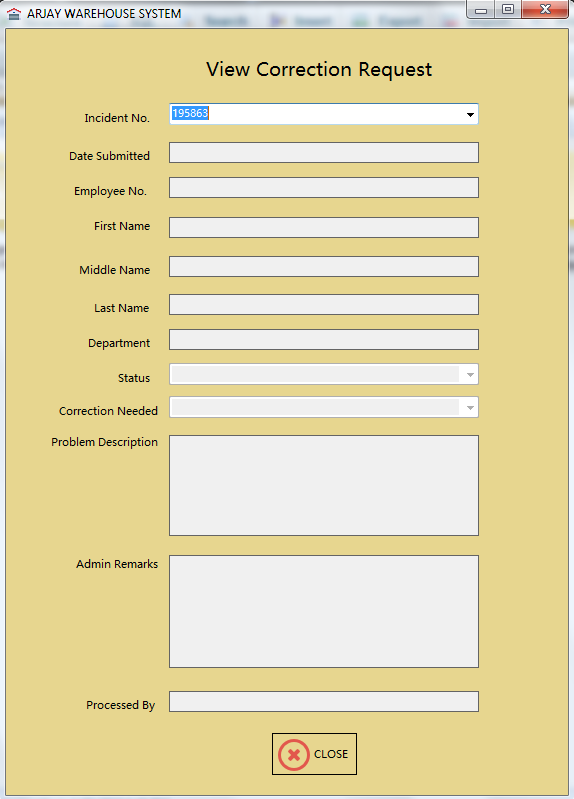 ARJAY WAREHOUSE SYSTEM
View Correction Request
Incident No. 195863
Date Submitted
Employee No.
First Name
Middle Name
Last Name
Department
Status
Correction Needed
Problem Description
Admin Remarks
Processed By
CLOSE